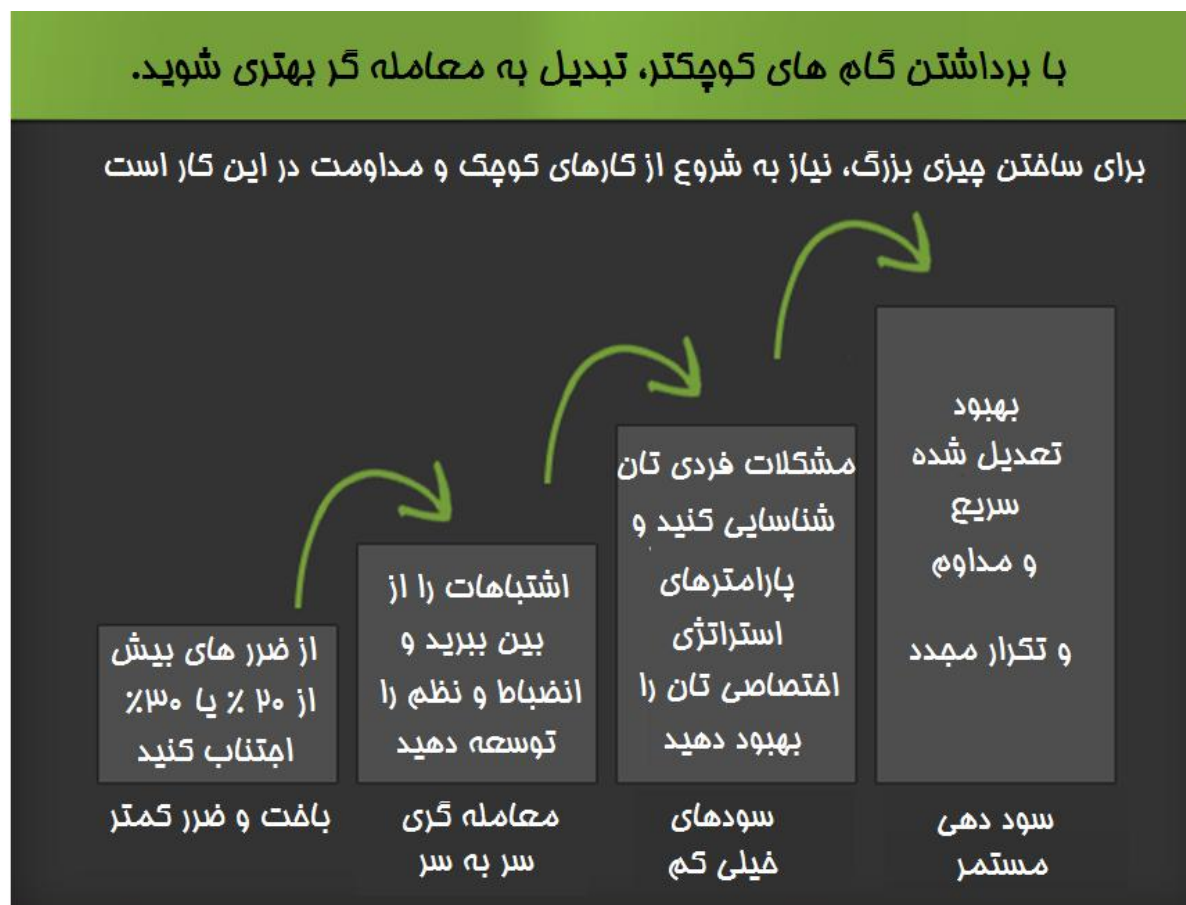 با برداشتن گام های کوچکتر، تبدیل به معامله گر بهتری شوید.
برای ساختن چیزی بزرگ، نیاز به شروع از کارهای کوچک و مداومت در این کار است
از ضرر های بیش
از ۲۰ % یا ۳۰%
اجتناب کنید
باخت و ضرر کمتر
اشتباهات را از
بین ببرید و
انضباط و نظم را
توسعه دهید
معامله گری
سر به سر
مشکلات فردی تان
شناسایی کنید و
پارامترهای
استراتژی
اختصاصی تان را
بهبود دهید
سودهای
خیلی کم
بهبود
تعدیل شده
سریع
و مداوم
و تکرار مجدد
سود دهی
مستمر